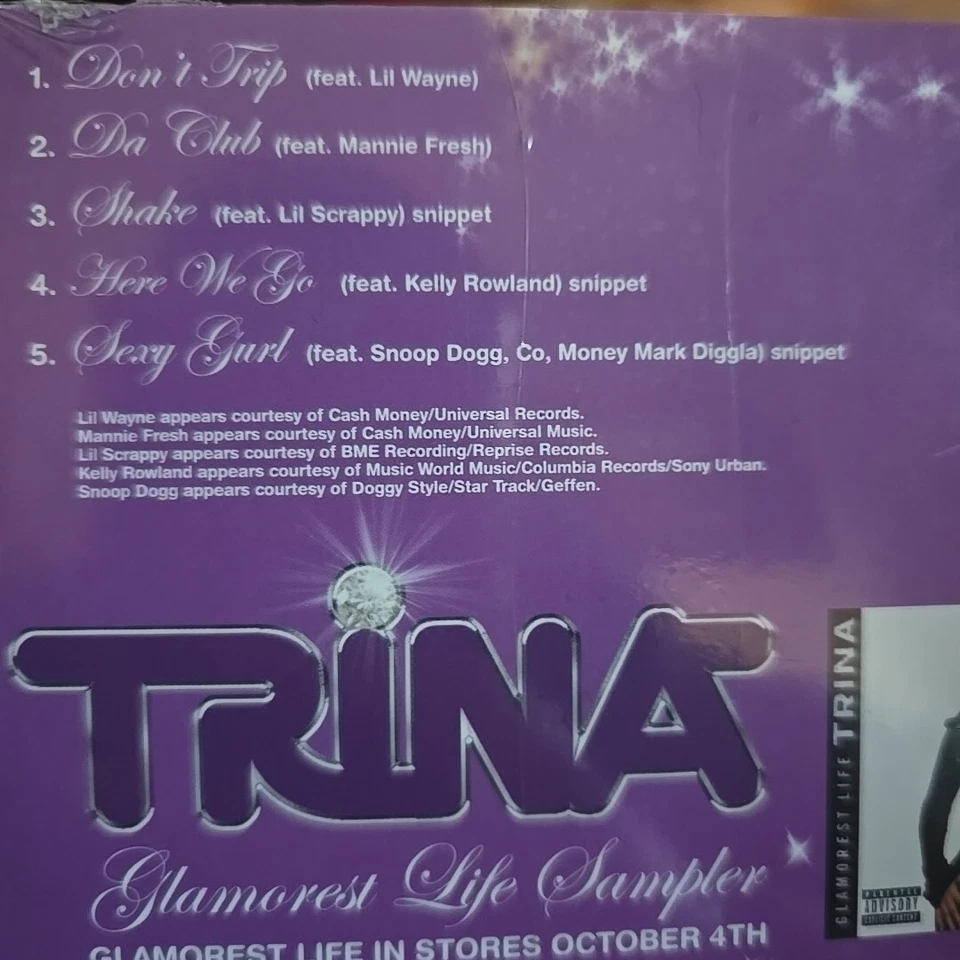 1. Don't Trip (feat. Lil Wayne)
2. Da Club (feat. Mannie Fresh)
3. Shake (feat. Lil Scrappy) snippet
4. Here We Go (feat. Kelly Rowland) snippet
5. Sexy Gurl (feat. Snoop Dogg, Co, Money Mark Diggla) snippet
Lil Wayne appears courtesy of Cash Money/Universal Records.
Mannie Fresh appears courtesy of Cash Money/Universal Music.
Lil Scrappy appears courtesy of BME Recording/Reprise Records.
Kelly Rowland appears courtesy of Music World Music/Columbia Records/Sony Urban.
Snoop Dogg appears courtesy of Doggy Style/Star Track/Geffen.
TRiNA
Glamorest Life Sampler
GLAMOREST LIFE IN STORES OCTOBER 4TH
GLAMOREST LIFE TRINA
PARENTAL
ADVISORY
EXPLICIT CONTENT